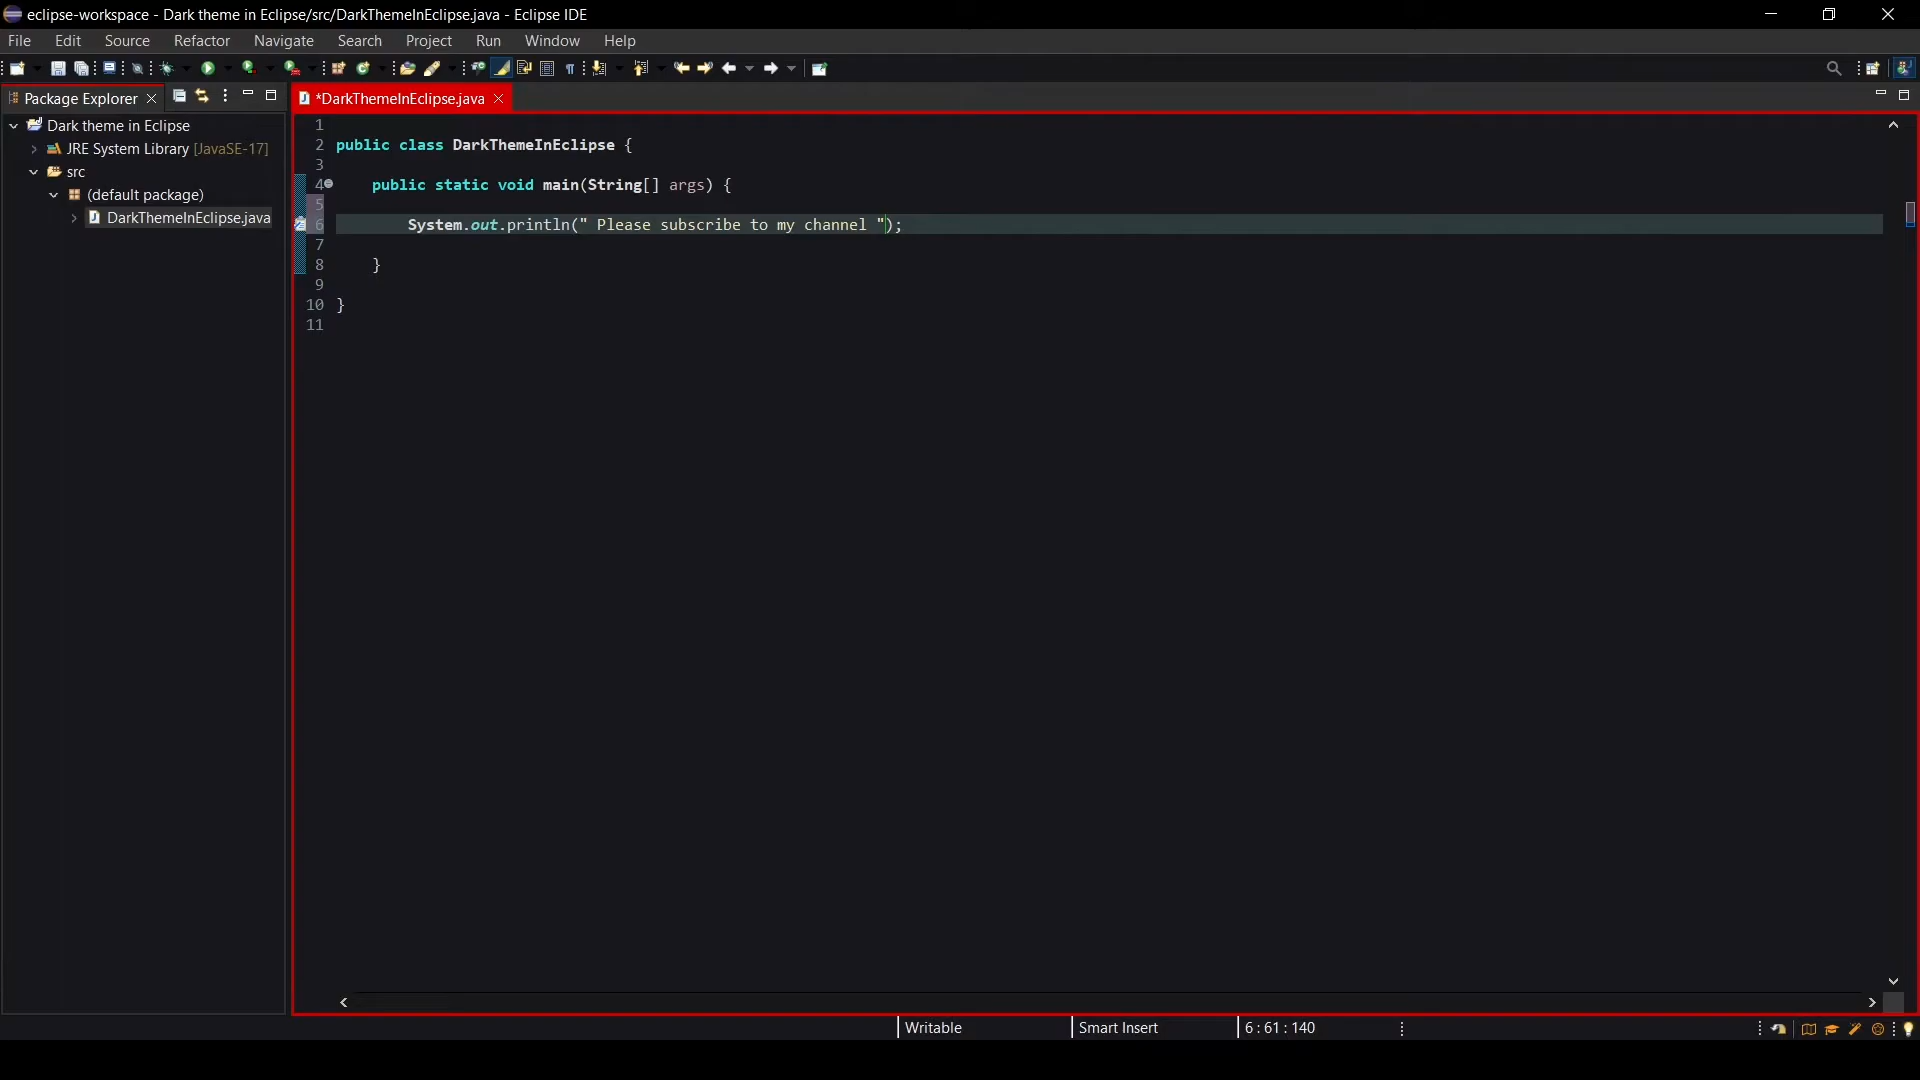 eclipse-workspace - Dark theme in Eclipse/src/DarkThemeInEclipse.java - Eclipse IDE
File Edit Source Refactor Navigate Search Project Run Window Help
Package Explorer
*DarkThemeInEclipse.java
Dark theme in Eclipse
JRE System Library [JavaSE-17]
src
(default package)
DarkThemeInEclipse.java
1
2 public class DarkThemeInEclipse {
3
4 public static void main(String[] args) {
5
6 System.out.println(" Please subscribe to my channel ");
7
8 }
9
10 }
11
Writable Smart Insert 6 : 61 : 140